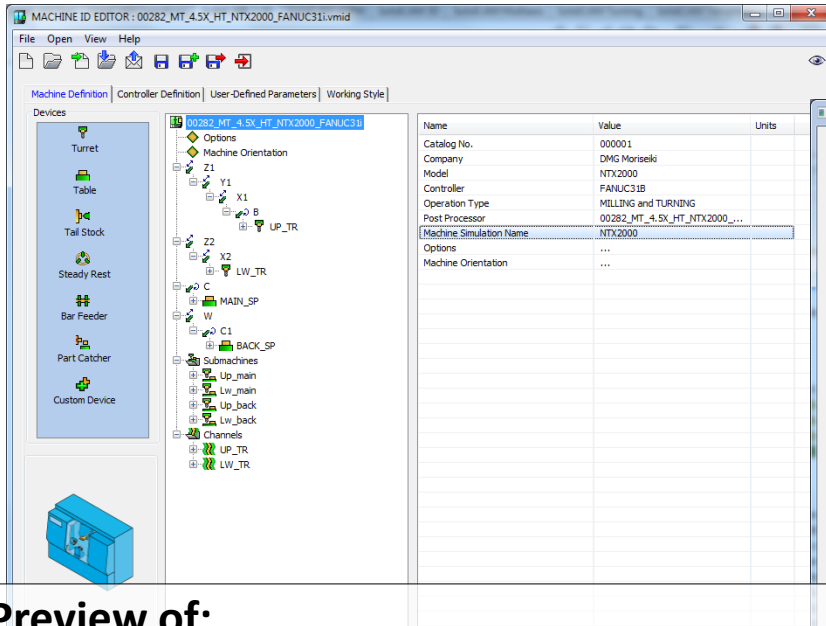 MACHINE ID EDITOR : 00282_MT_4.5X_HT_NTX2000_FANUC31i.vmid
File Open View Help
Machine Definition Controller Definition User-Defined Parameters Working Style
Devices
Turret
Table
Tail Stock
Steady Rest
Bar Feeder
Part Catcher
Custom Device
00282_MT_4.5X_HT_NTX2000_FANUC31i
Options
Machine Orientation
Z1
Y1
X1
B
UP_TR
Z2
X2
LW_TR
C
MAIN_SP
W
C1
BACK_SP
Submachines
Up_main
Lw_main
Up_back
Lw_back
Channels
UP_TR
LW_TR
Name Value Units
Catalog No. 000001
Company DMG Moriseiki
Model NTX2000
Controller FANUC31B
Operation Type MILLING and TURNING
Post Processor 00282_MT_4.5X_HT_NTX2000_...
Machine Simulation Name NTX2000
Options ...
Machine Orientation ...
Preview of: